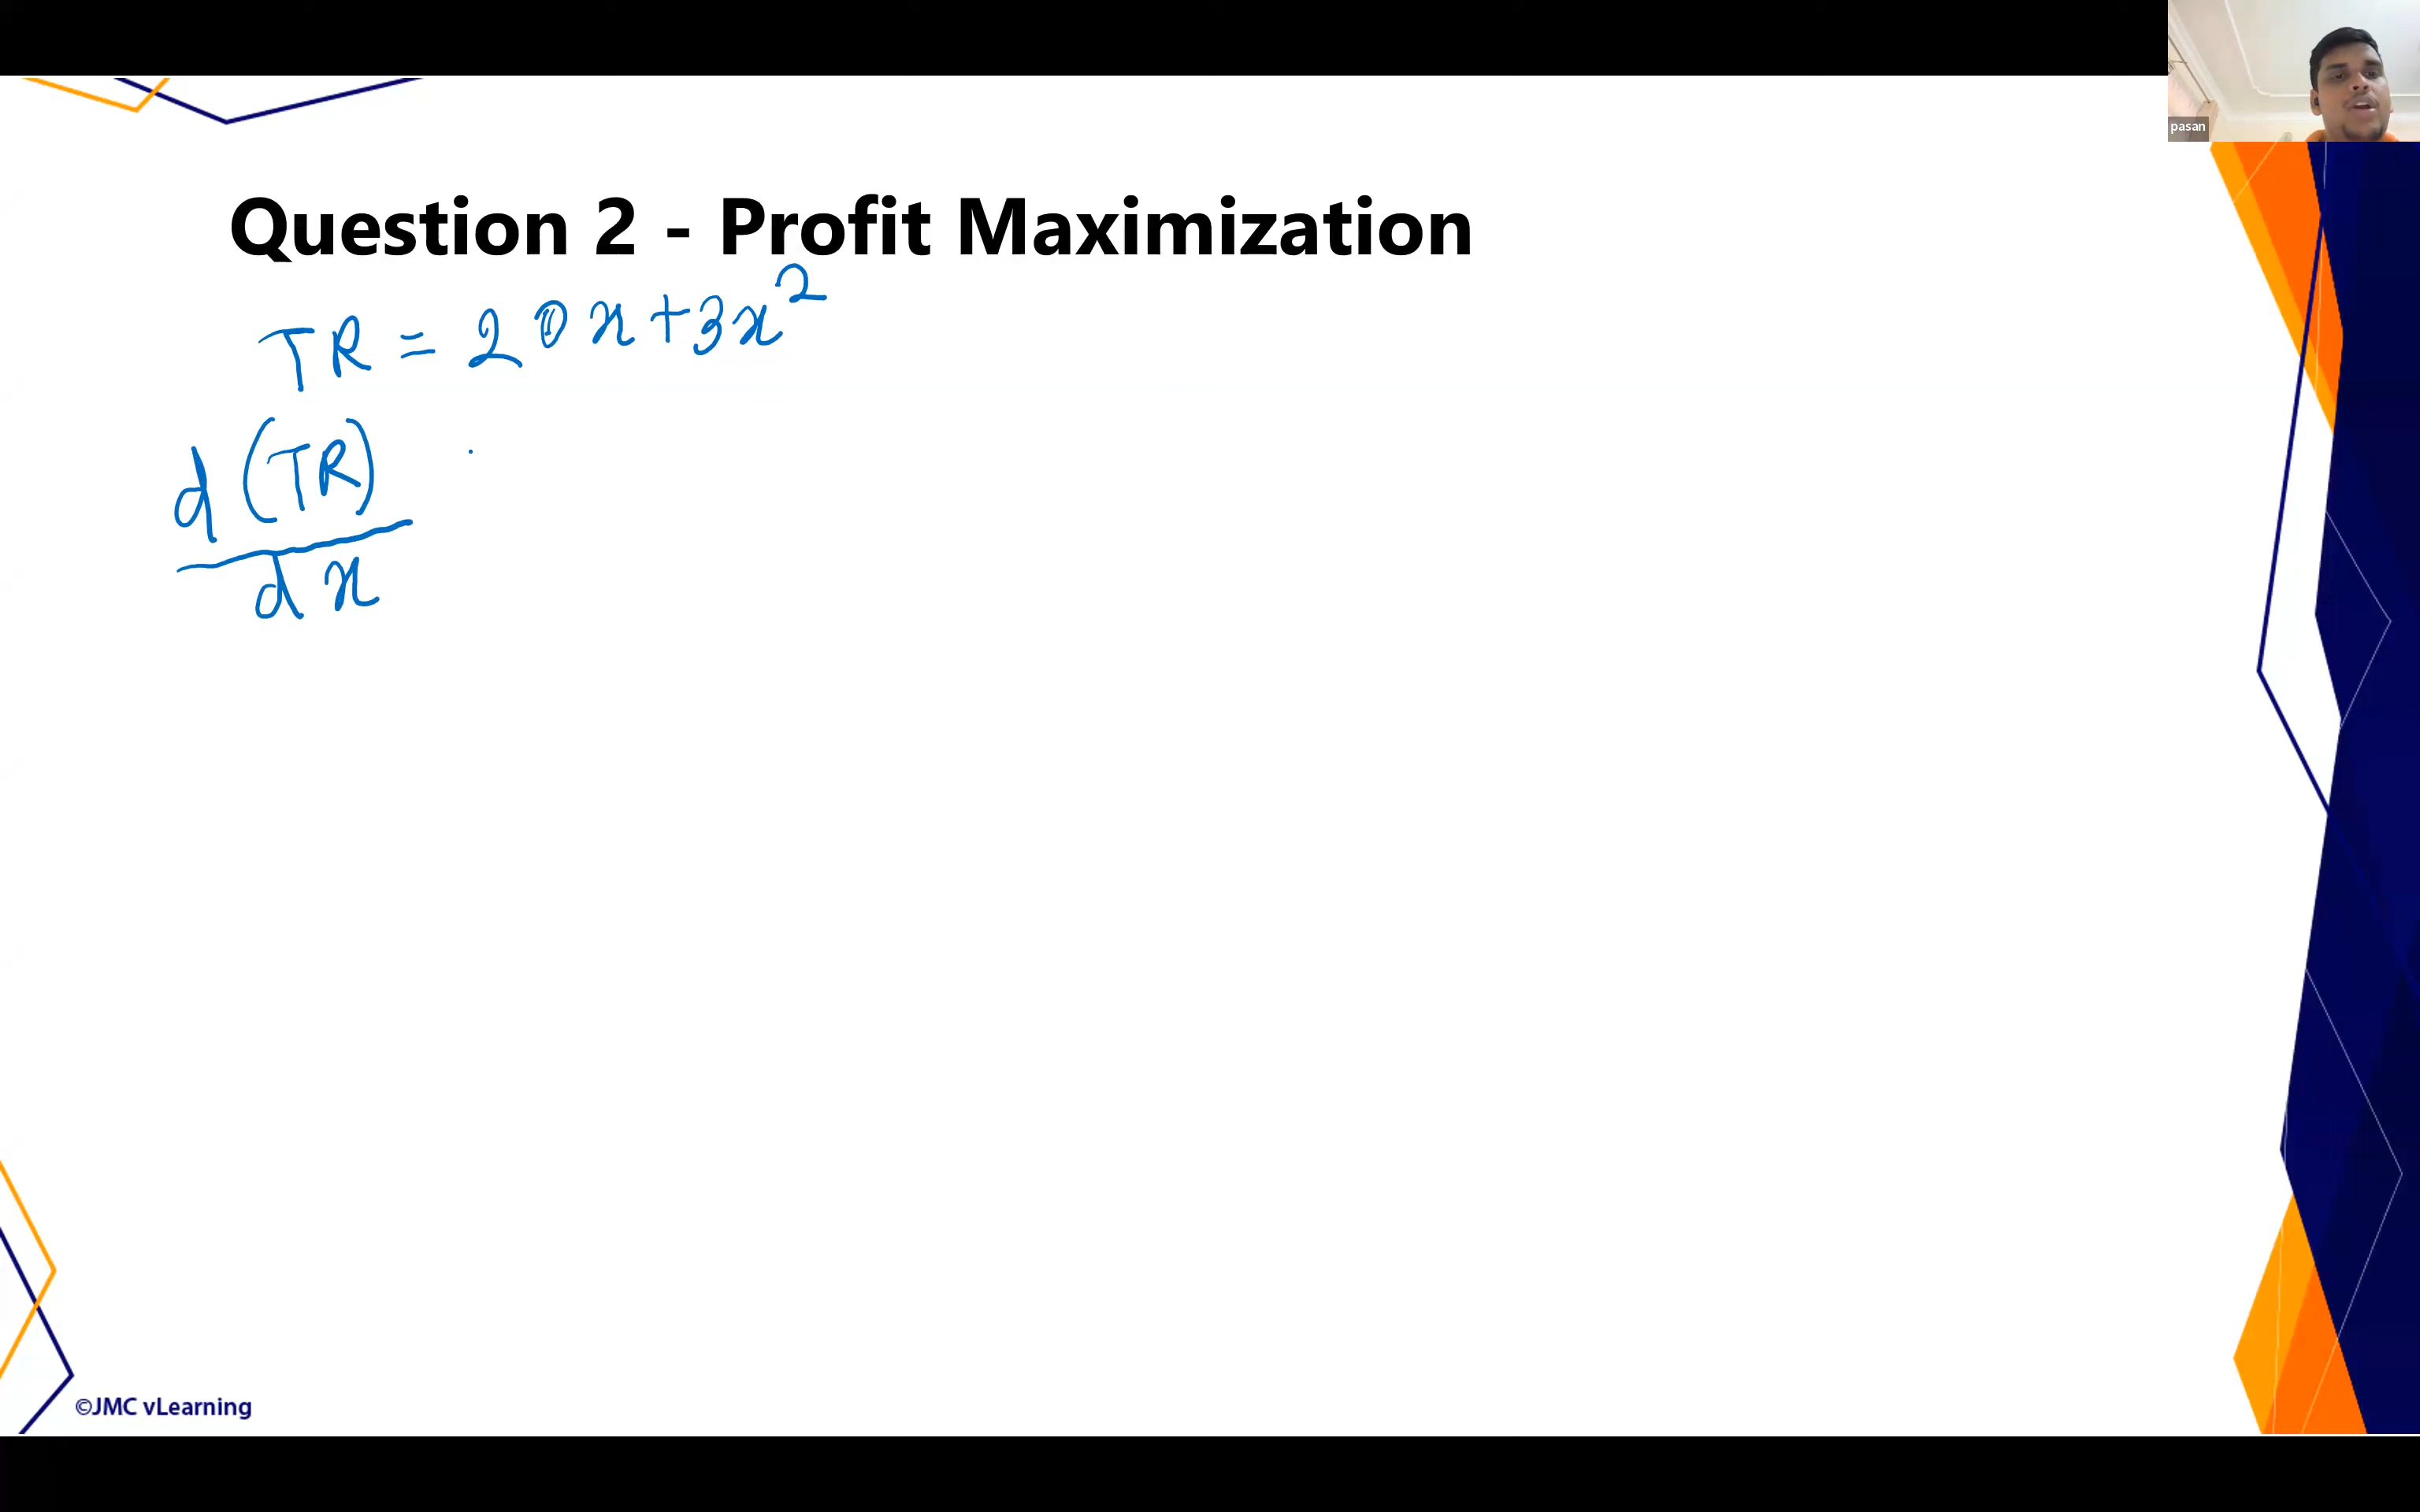 pasan
Question 2 - Profit Maximization
TR = 20x+3x²
d(TR)
dx
©JMC vLearning